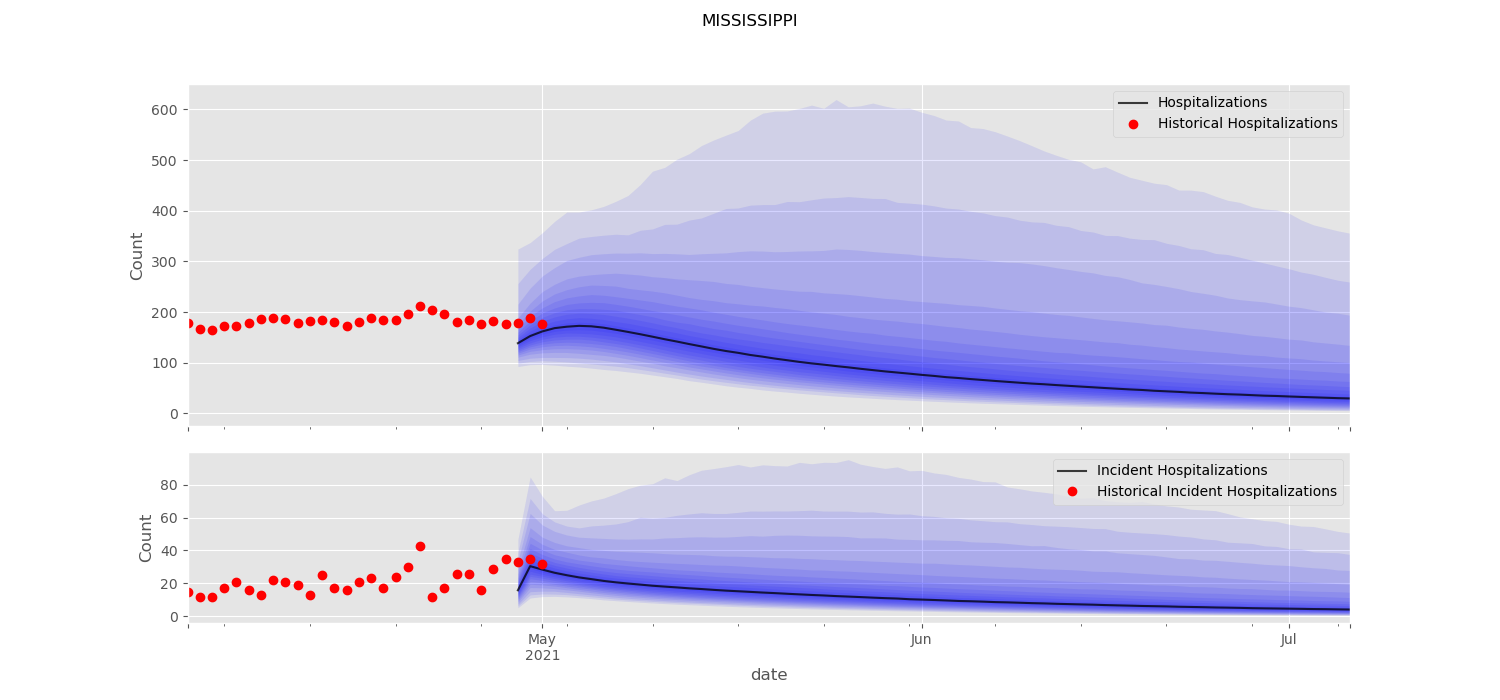 MISSISSIPPI
600
500
400
300
200
100
0
Count
Hospitalizations
Historical Hospitalizations
80
60
40
20
0
Count
Incident Hospitalizations
Historical Incident Hospitalizations
May
2021
Jun
Jul
date